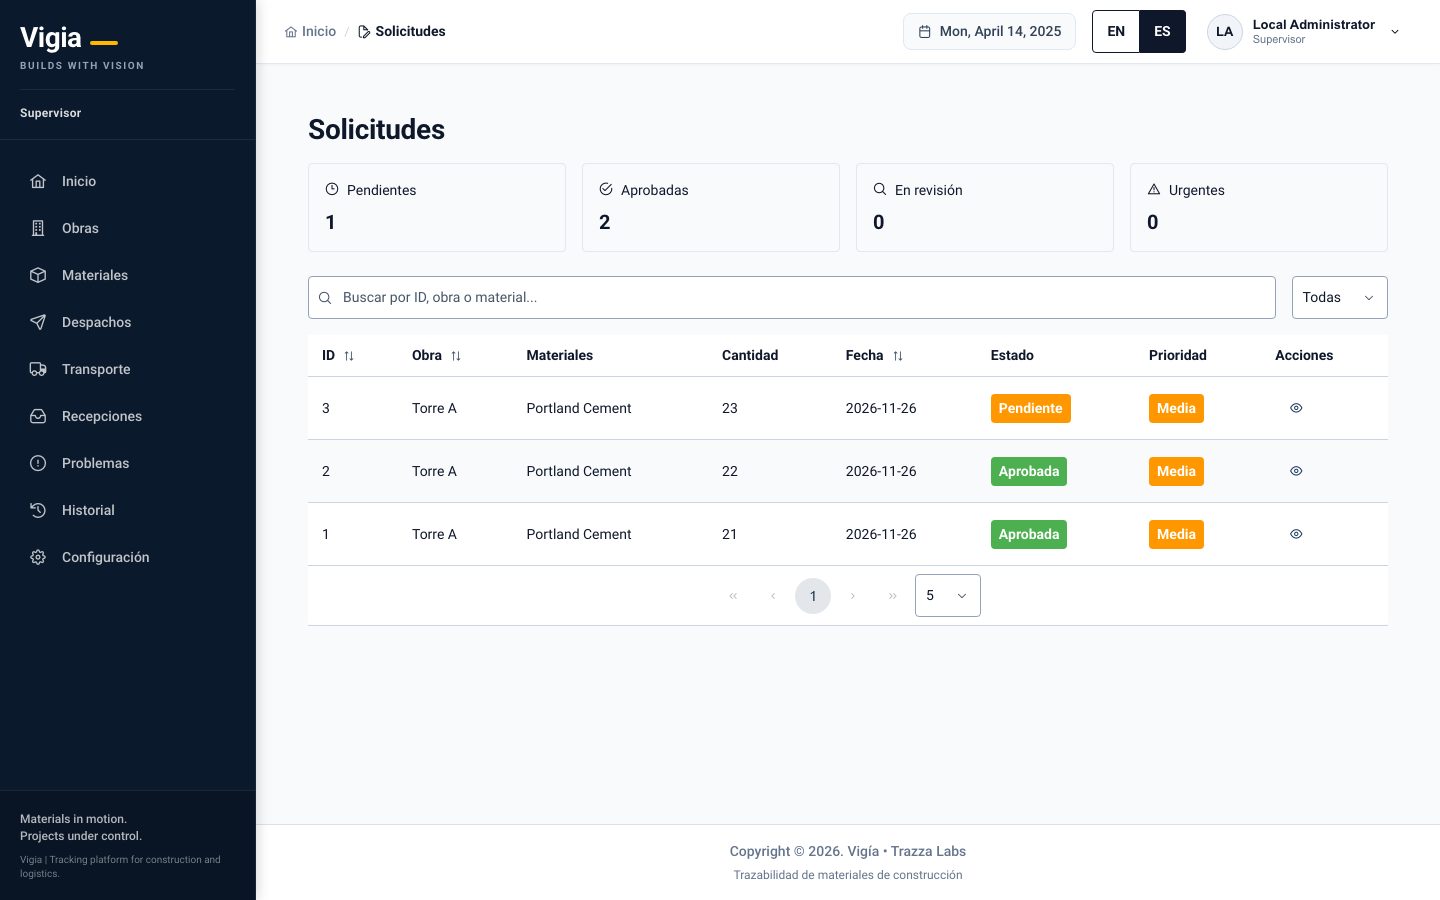 Vigia
BUILDS WITH VISION
Supervisor
Inicio
Obras
Materiales
Despachos
Transporte
Recepciones
Problemas
Historial
Configuración
Materials in motion.
Projects under control.
Vigia | Tracking platform for construction and
logistics.
Inicio / Solicitudes
Mon, April 14, 2025
EN ES
LA
Local Administrator
Supervisor
Solicitudes
Pendientes
1
Aprobadas
2
En revisión
0
Urgentes
0
Buscar por ID, obra o material...
Todas
ID Obra Materiales Cantidad Fecha Estado Prioridad Acciones
3 Torre A Portland Cement 23 2026-11-26 Pendiente Media
2 Torre A Portland Cement 22 2026-11-26 Aprobada Media
1 Torre A Portland Cement 21 2026-11-26 Aprobada Media
« ‹ 1 › » 5
Copyright © 2026. Vigía • Trazza Labs
Trazabilidad de materiales de construcción